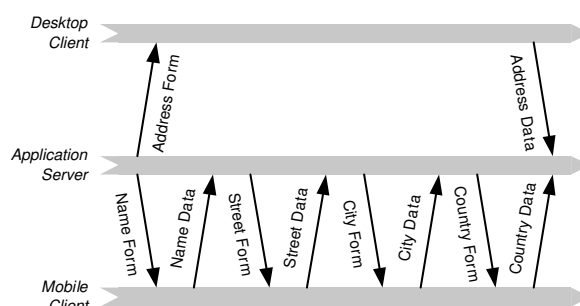 Desktop
Client
Address Form
Address Data
Application
Server
Name Form
Name Data
Street Form
Street Data
City Form
City Data
Country Form
Country Data
Mobile
Client